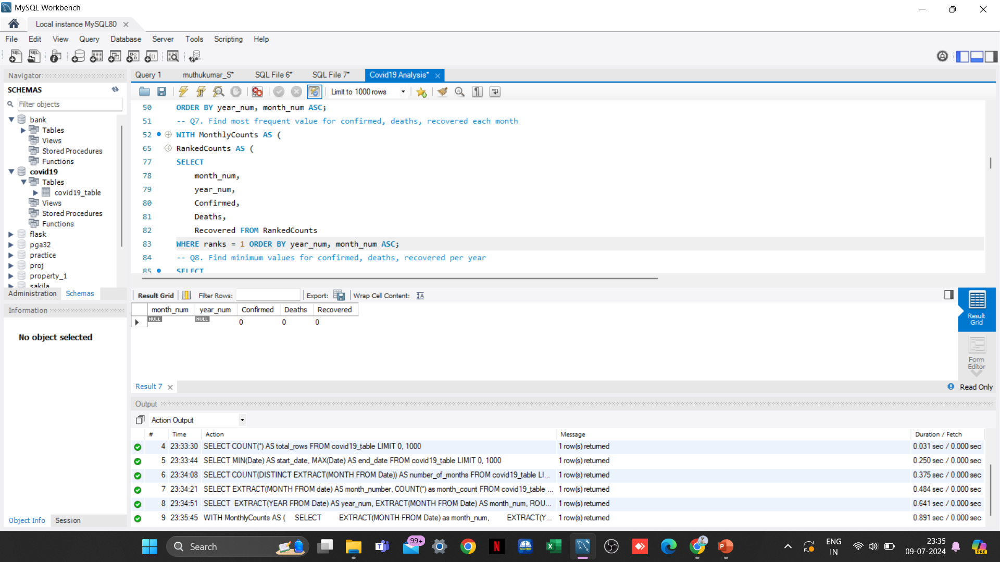 MySQL Workbench
Local instance MySQL80
File Edit View Query Database Server Tools Scripting Help
Navigator
SCHEMAS
Filter objects
bank
Tables
Views
Stored Procedures
Functions
covid19
Tables
covid19_table
Views
Stored Procedures
Functions
flask
pga32
practice
proj
property_1
sakila
Administration Schemas
Information
No object selected
Object Info Session
Query 1 muthukumar_S* SQL File 6* SQL File 7* Covid19 Analysis*
Limit to 1000 rows
50 ORDER BY year_num, month_num ASC;
51 -- Q7. Find most frequent value for confirmed, deaths, recovered each month
52 WITH MonthlyCounts AS (
65 RankedCounts AS (
77 SELECT
78 month_num,
79 year_num,
80 Confirmed,
81 Deaths,
82 Recovered FROM RankedCounts
83 WHERE ranks = 1 ORDER BY year_num, month_num ASC;
84 -- Q8. Find minimum values for confirmed, deaths, recovered per year
85 SELECT
Result Grid Filter Rows: Export: Wrap Cell Content:
month_num year_num Confirmed Deaths Recovered
NULL NULL 0 0 0
Result Grid
Form Editor
Result 7
Read Only
Output
Action Output
# Time Action Message Duration / Fetch
4 23:33:30 SELECT COUNT(*) AS total_rows FROM covid19_table LIMIT 0, 1000 1 row(s) returned 0.031 sec / 0.000 sec
5 23:33:44 SELECT MIN(Date) AS start_date, MAX(Date) AS end_date FROM covid19_table LIMIT 0, 1000 1 row(s) returned 0.250 sec / 0.000 sec
6 23:34:08 SELECT COUNT(DISTINCT EXTRACT(MONTH FROM Date)) AS number_of_months FROM covid19_table LI... 1 row(s) returned 0.375 sec / 0.000 sec
7 23:34:21 SELECT EXTRACT(MONTH FROM date) AS month_number, COUNT(*) as month_count FROM covid19_table ... 1 row(s) returned 0.484 sec / 0.000 sec
8 23:34:51 SELECT EXTRACT(YEAR FROM Date) AS year_num, EXTRACT(MONTH FROM Date) AS month_num, ROU... 1 row(s) returned 0.641 sec / 0.000 sec
9 23:35:45 WITH MonthlyCounts AS ( SELECT EXTRACT(MONTH FROM Date) as month_num, EXTRACT(Y... 1 row(s) returned 0.891 sec / 0.000 sec
Search
99+
ENG
IN
23:35
09-07-2024
PRE